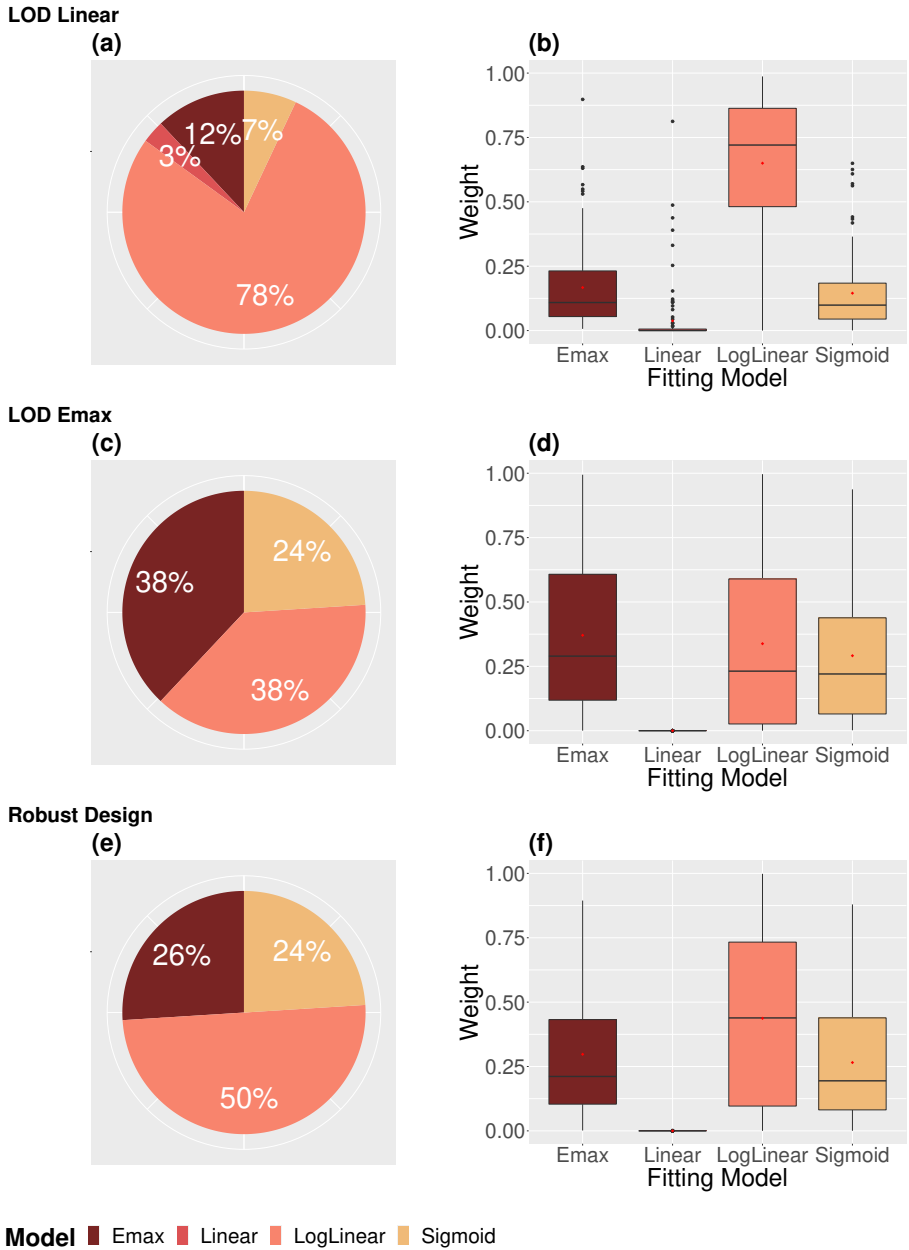 LOD Linear
(a)
12%
7%
3%
78%
(b)
Weight
1.00
0.75
0.50
0.25
0.00
Emax Linear LogLinear Sigmoid
Fitting Model
LOD Emax
(c)
24%
38%
38%
(d)
Weight
1.00
0.75
0.50
0.25
0.00
Emax Linear LogLinear Sigmoid
Fitting Model
Robust Design
(e)
26%
24%
50%
(f)
Weight
1.00
0.75
0.50
0.25
0.00
Emax Linear LogLinear Sigmoid
Fitting Model
Model Emax Linear LogLinear Sigmoid